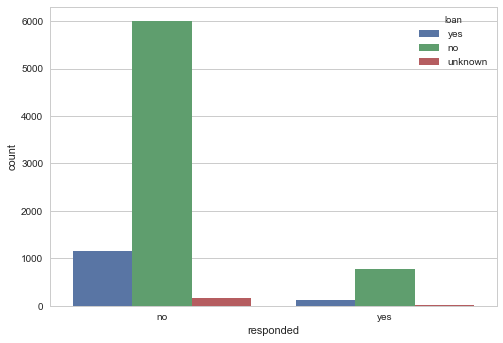 loan
yes
no
unknown
6000
5000
4000
3000
2000
1000
0
count
no
yes
responded